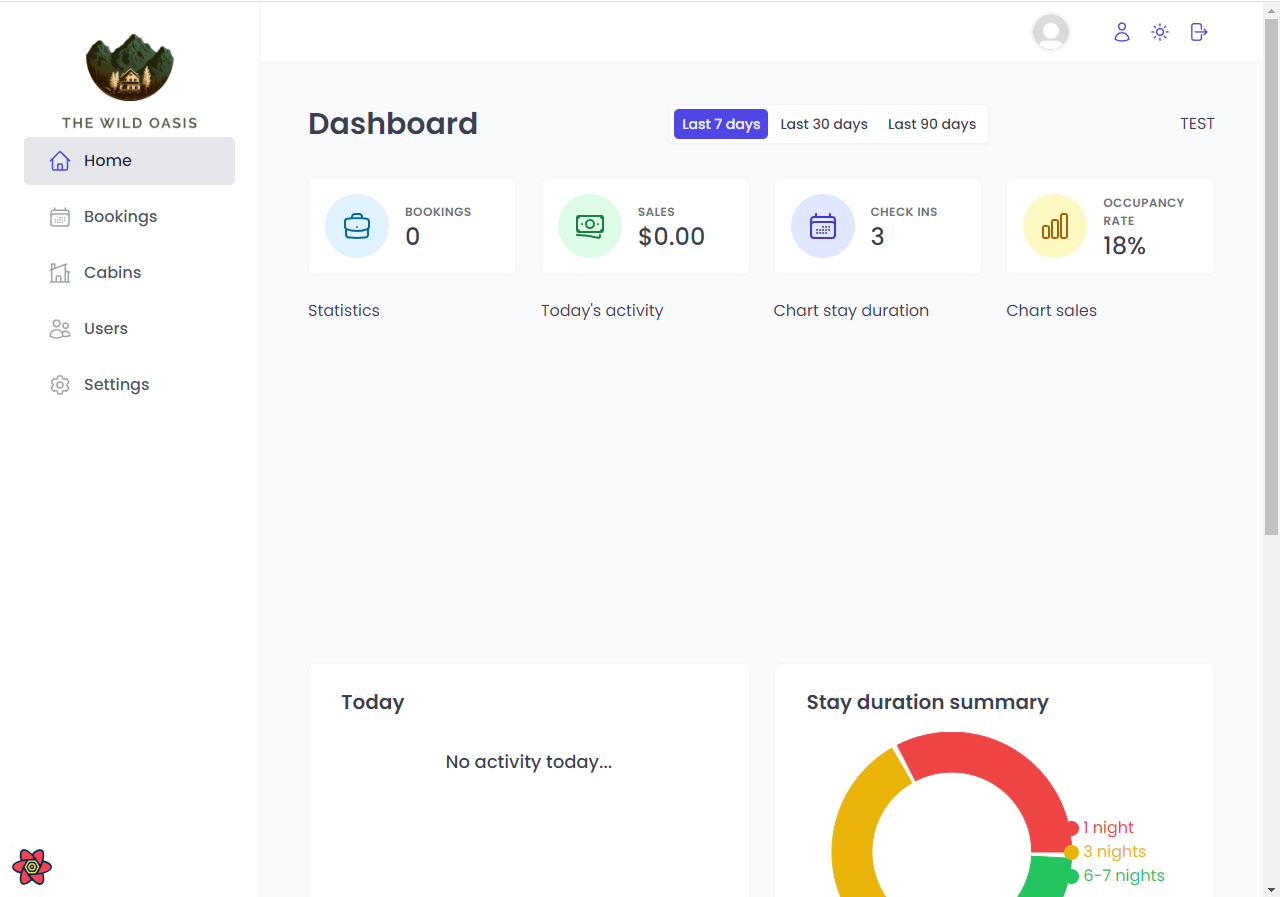 THE WILD OASIS
Home
Bookings
Cabins
Users
Settings
Dashboard
Last 7 days
Last 30 days
Last 90 days
TEST
BOOKINGS
0
SALES
$0.00
CHECK INS
3
OCCUPANCY
RATE
18%
Statistics
Today's activity
Chart stay duration
Chart sales
Today
No activity today...
Stay duration summary
1 night
3 nights
6-7 nights